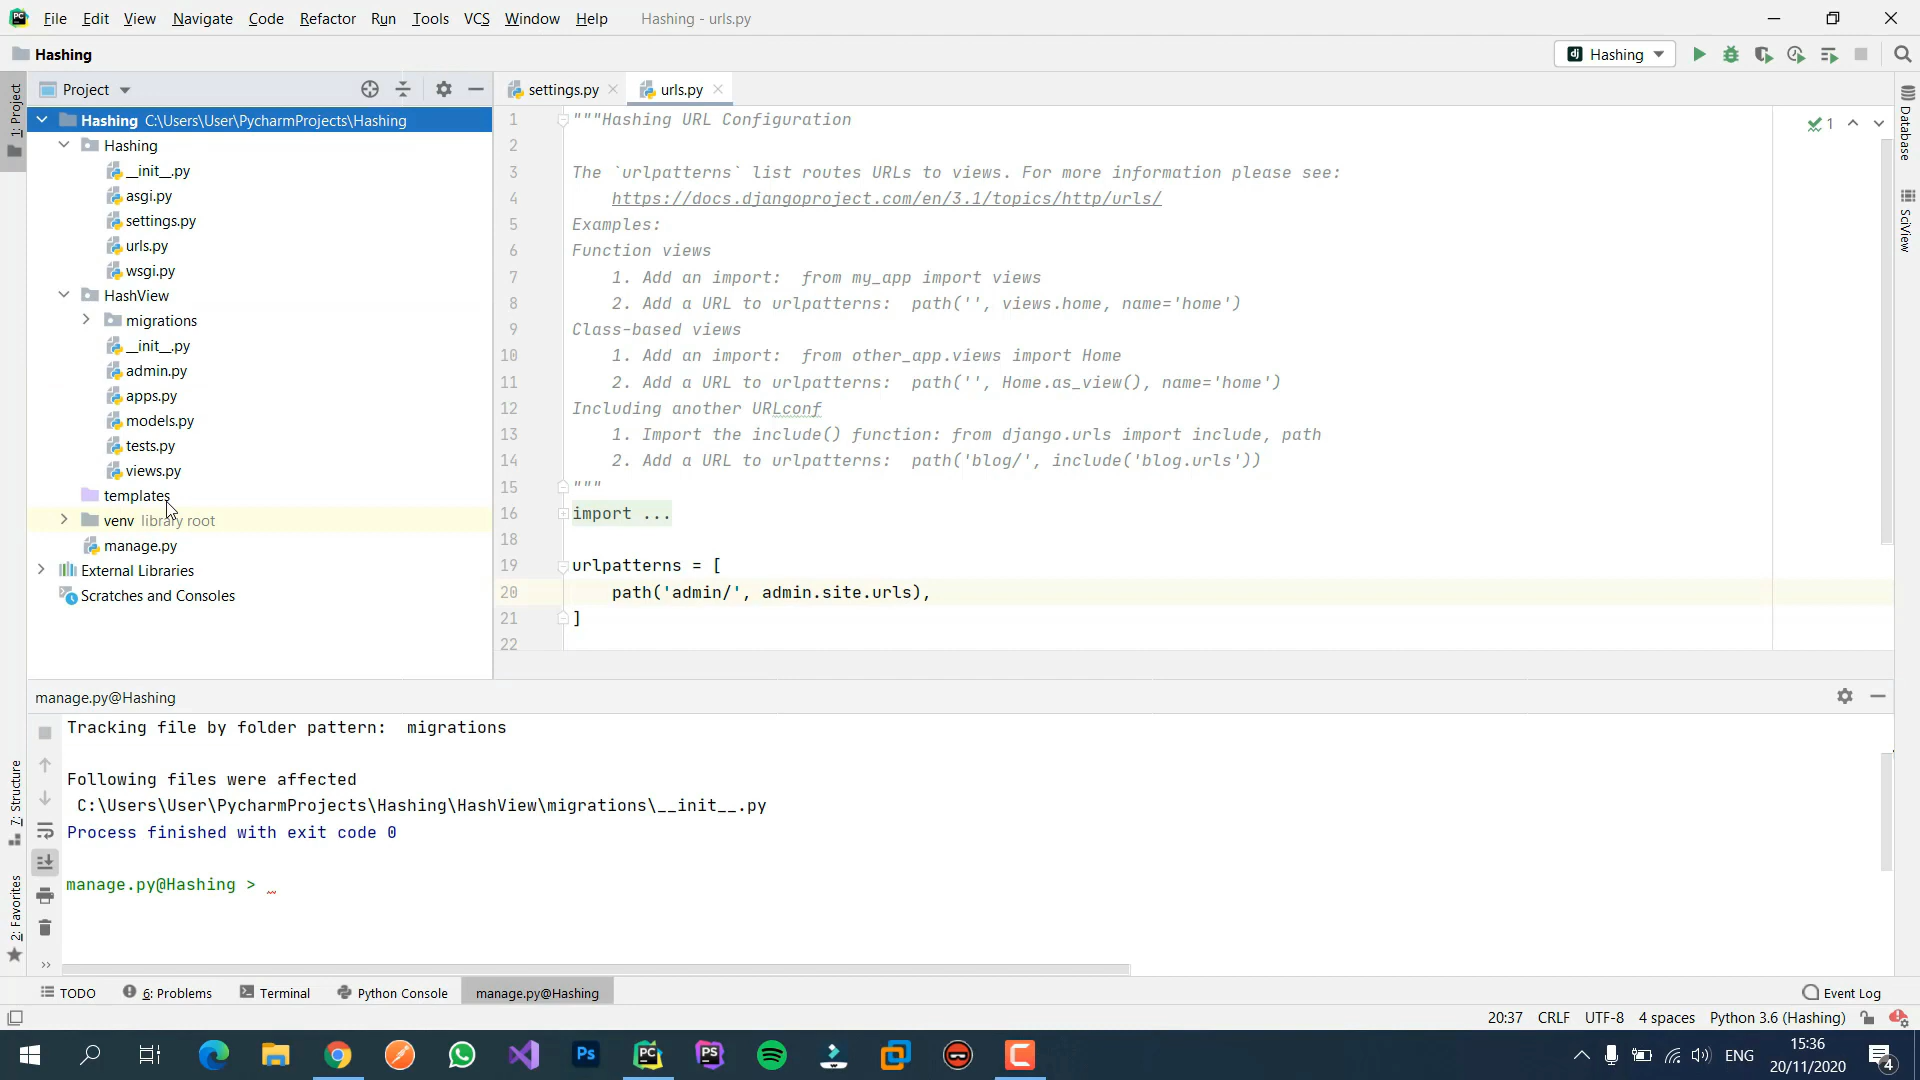 File Edit View Navigate Code Refactor Run Tools VCS Window Help Hashing - urls.py
Hashing
Hashing
1: Project
Project
settings.py
urls.py
Hashing C:\Users\User\PycharmProjects\Hashing
Hashing
__init__.py
asgi.py
settings.py
urls.py
wsgi.py
HashView
migrations
__init__.py
admin.py
apps.py
models.py
tests.py
views.py
templates
venv library root
manage.py
External Libraries
Scratches and Consoles
1 """Hashing URL Configuration
2
3 The `urlpatterns` list routes URLs to views. For more information please see:
4 https://docs.djangoproject.com/en/3.1/topics/http/urls/
5 Examples:
6 Function views
7 1. Add an import:  from my_app import views
8 2. Add a URL to urlpatterns:  path('', views.home, name='home')
9 Class-based views
10 1. Add an import:  from other_app.views import Home
11 2. Add a URL to urlpatterns:  path('', Home.as_view(), name='home')
12 Including another URLconf
13 1. Import the include() function: from django.urls import include, path
14 2. Add a URL to urlpatterns:  path('blog/', include('blog.urls'))
15 """
16 import ...
18
19 urlpatterns = [
20 path('admin/', admin.site.urls),
21 ]
22
1
Database
SciView
manage.py@Hashing
Tracking file by folder pattern:  migrations
Following files were affected
C:\Users\User\PycharmProjects\Hashing\HashView\migrations\__init__.py
Process finished with exit code 0
manage.py@Hashing >
7: Structure
2: Favorites
TODO 6: Problems Terminal Python Console manage.py@Hashing Event Log
20:37 CRLF UTF-8 4 spaces Python 3.6 (Hashing)
Ps PC PS
ENG
15:36
20/11/2020
4